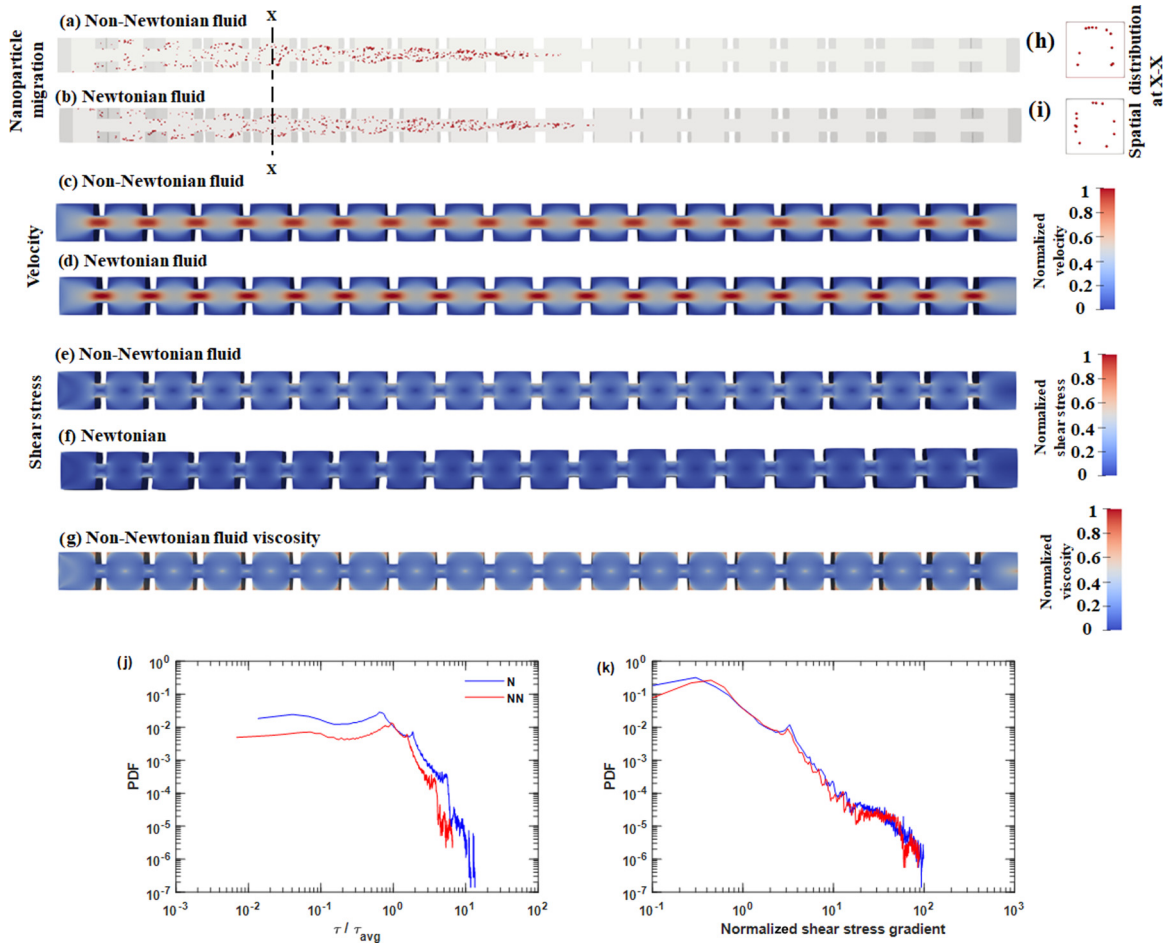 Nanoparticle
migration
(a) Non-Newtonian fluid
X
(b) Newtonian fluid
X
(h)
(i)
Spatial distribution
at X-X
Velocity
(c) Non-Newtonian fluid
(d) Newtonian fluid
Normalized
velocity
1
0.8
0.6
0.4
0.2
0
Shear stress
(e) Non-Newtonian fluid
(f) Newtonian
Normalized
shear stress
1
0.8
0.6
0.4
0.2
0
(g) Non-Newtonian fluid viscosity
Normalized
viscosity
1
0.8
0.6
0.4
0.2
0
(j)
PDF
10^0
10^-1
10^-2
10^-3
10^-4
10^-5
10^-6
10^-7
N
NN
10^-3 10^-2 10^-1 10^0 10^1 10^2
τ / τ_avg
(k)
PDF
10^0
10^-1
10^-2
10^-3
10^-4
10^-5
10^-6
10^-7
10^-1 10^0 10^1 10^2 10^3
Normalized shear stress gradient